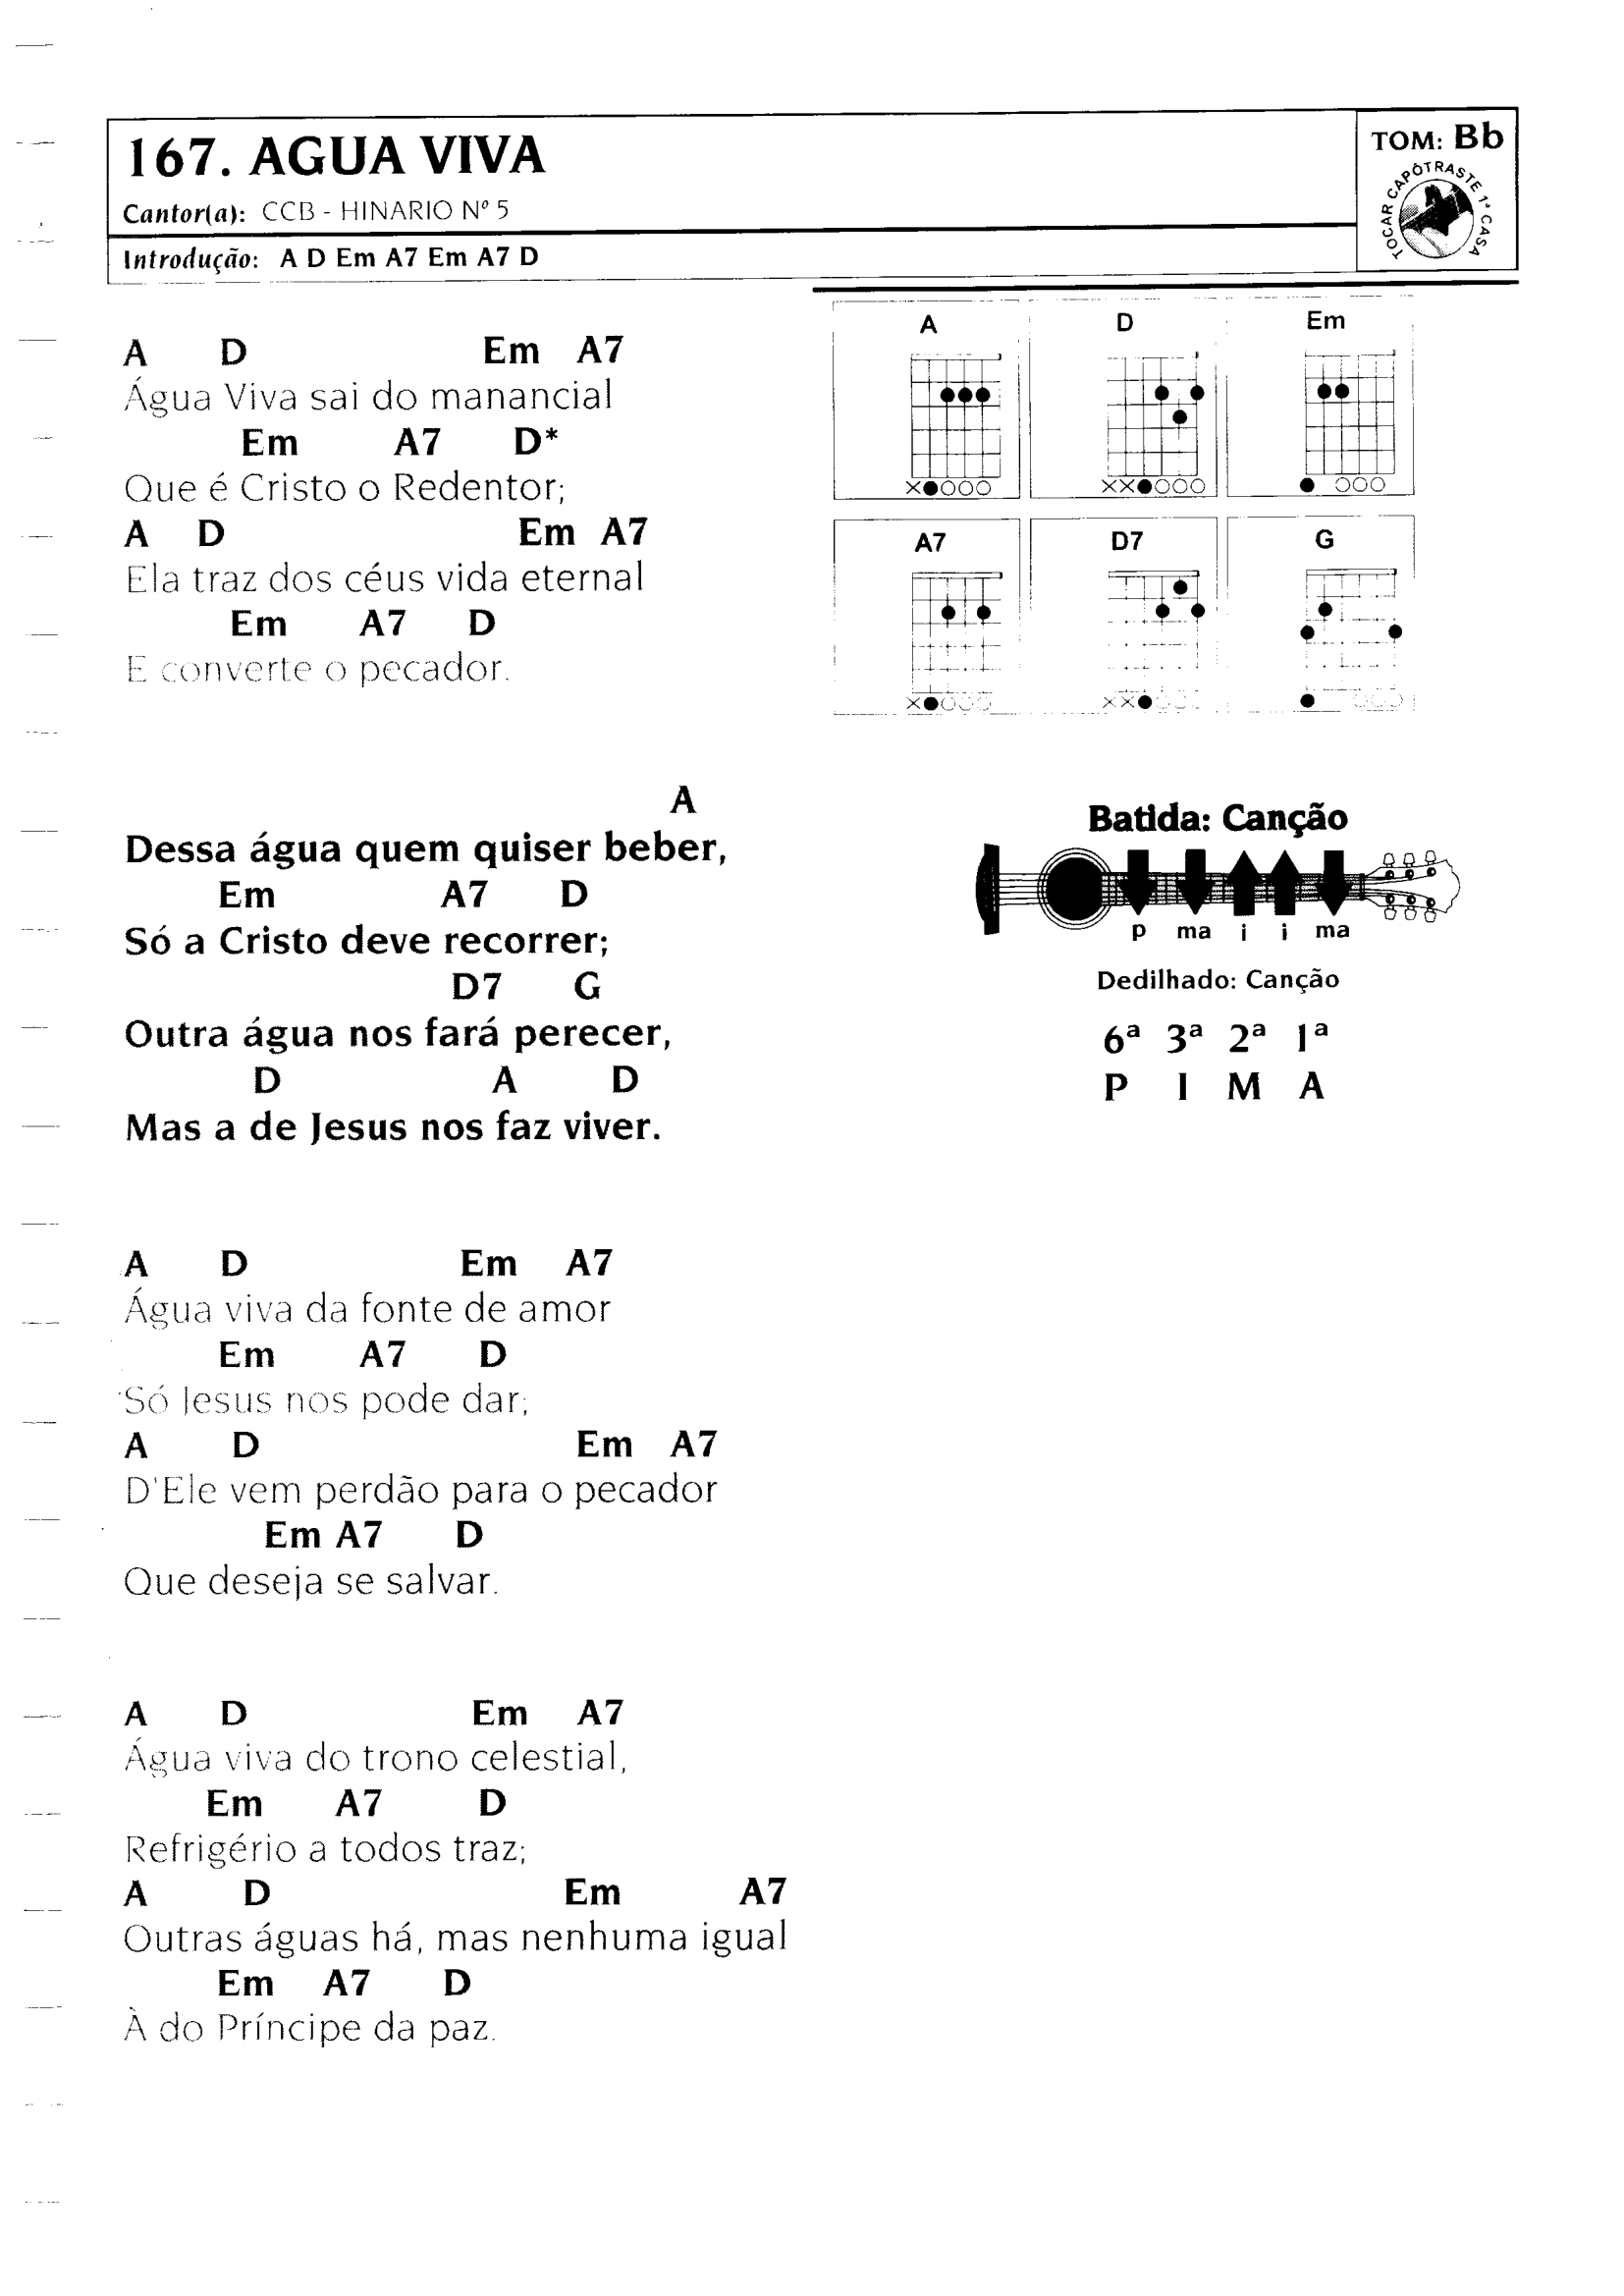 167. AGUA VIVA
Cantor(a): CCB - HINARIO Nº 5
Introdução: A D Em A7 Em A7 D
TOM: Bb
TOCAR CAPÔTRASTE 1ª CASA
A D Em A7
Água Viva sai do manancial
Em A7 D*
Que é Cristo o Redentor;
A D Em A7
Ela traz dos céus vida eternal
Em A7 D
E converte o pecador.
A
Dessa água quem quiser beber,
Em A7 D
Só a Cristo deve recorrer;
D7 G
Outra água nos fará perecer,
D A D
Mas a de Jesus nos faz viver.
A D Em A7
Água viva da fonte de amor
Em A7 D
Só Jesus nos pode dar;
A D Em A7
D'Ele vem perdão para o pecador
Em A7 D
Que deseja se salvar.
A D Em A7
Água viva do trono celestial,
Em A7 D
Refrigério a todos traz;
A D Em A7
Outras águas há, mas nenhuma igual
Em A7 D
À do Príncipe da paz.
A D Em
A7 D7 G
Batida: Canção
p ma i i ma
Dedilhado: Canção
6ª 3ª 2ª 1ª
P I M A